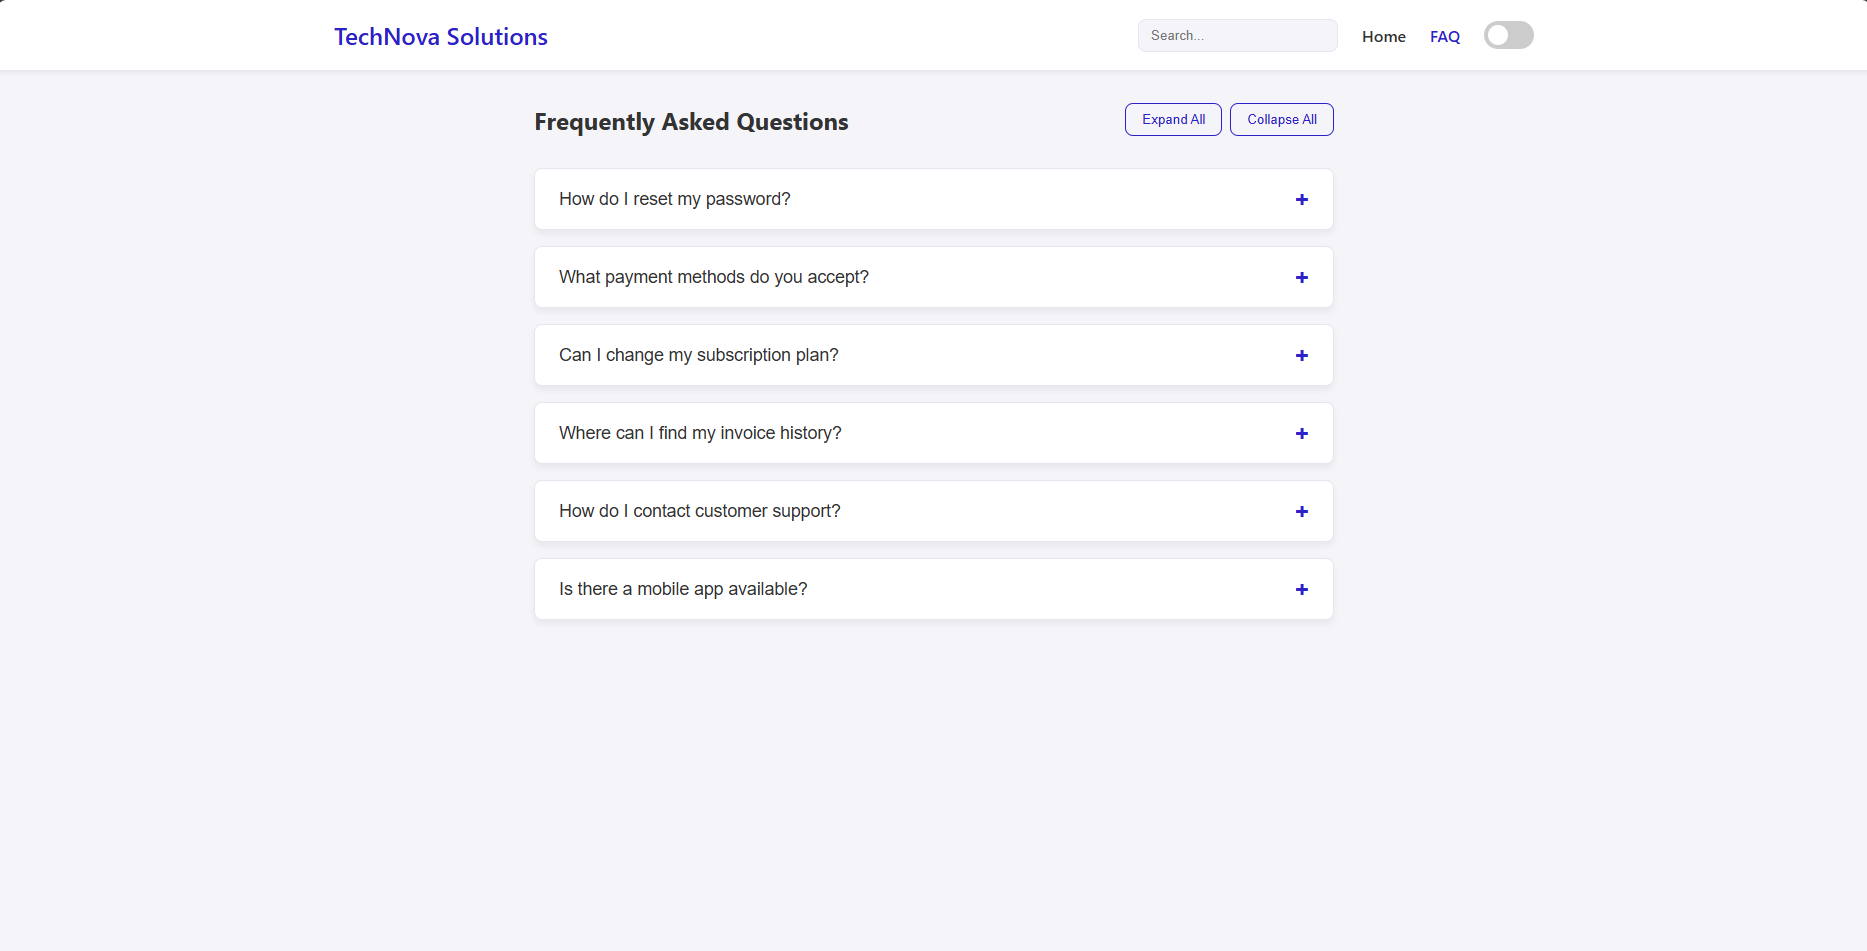 TechNova Solutions
Search...
Home
FAQ
Frequently Asked Questions
Expand All
Collapse All
How do I reset my password?
+
What payment methods do you accept?
+
Can I change my subscription plan?
+
Where can I find my invoice history?
+
How do I contact customer support?
+
Is there a mobile app available?
+